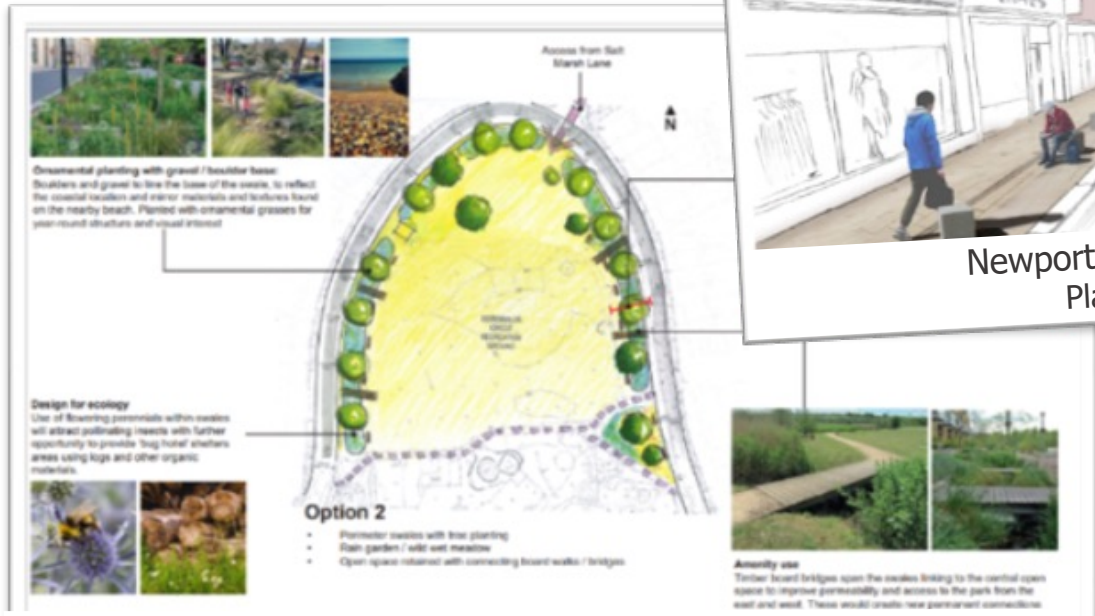 Access from Salt
Marsh Lane
N
Ornamental planting with gravel / boulder base:
Boulders and gravel to line the base of the swale, to reflect
the coastal location and mirror materials and textures found
on the nearby beach. Planted with ornamental grasses for
year-round structure and visual interest
Newport
Pla
Design for ecology
Use of flowering perennials within swales
will attract pollinating insects with further
opportunity to provide 'bug hotel' shelters
areas using logs and other organic
materials.
Option 2
• Perimeter swales with tree planting
• Rain garden / wild wet meadow
• Open space retained with connecting board walks / bridges
Amenity use
Timber board bridges span the swales linking to the central open
space to improve permeability and access to the park from the
east and west. These would create new permanent connections